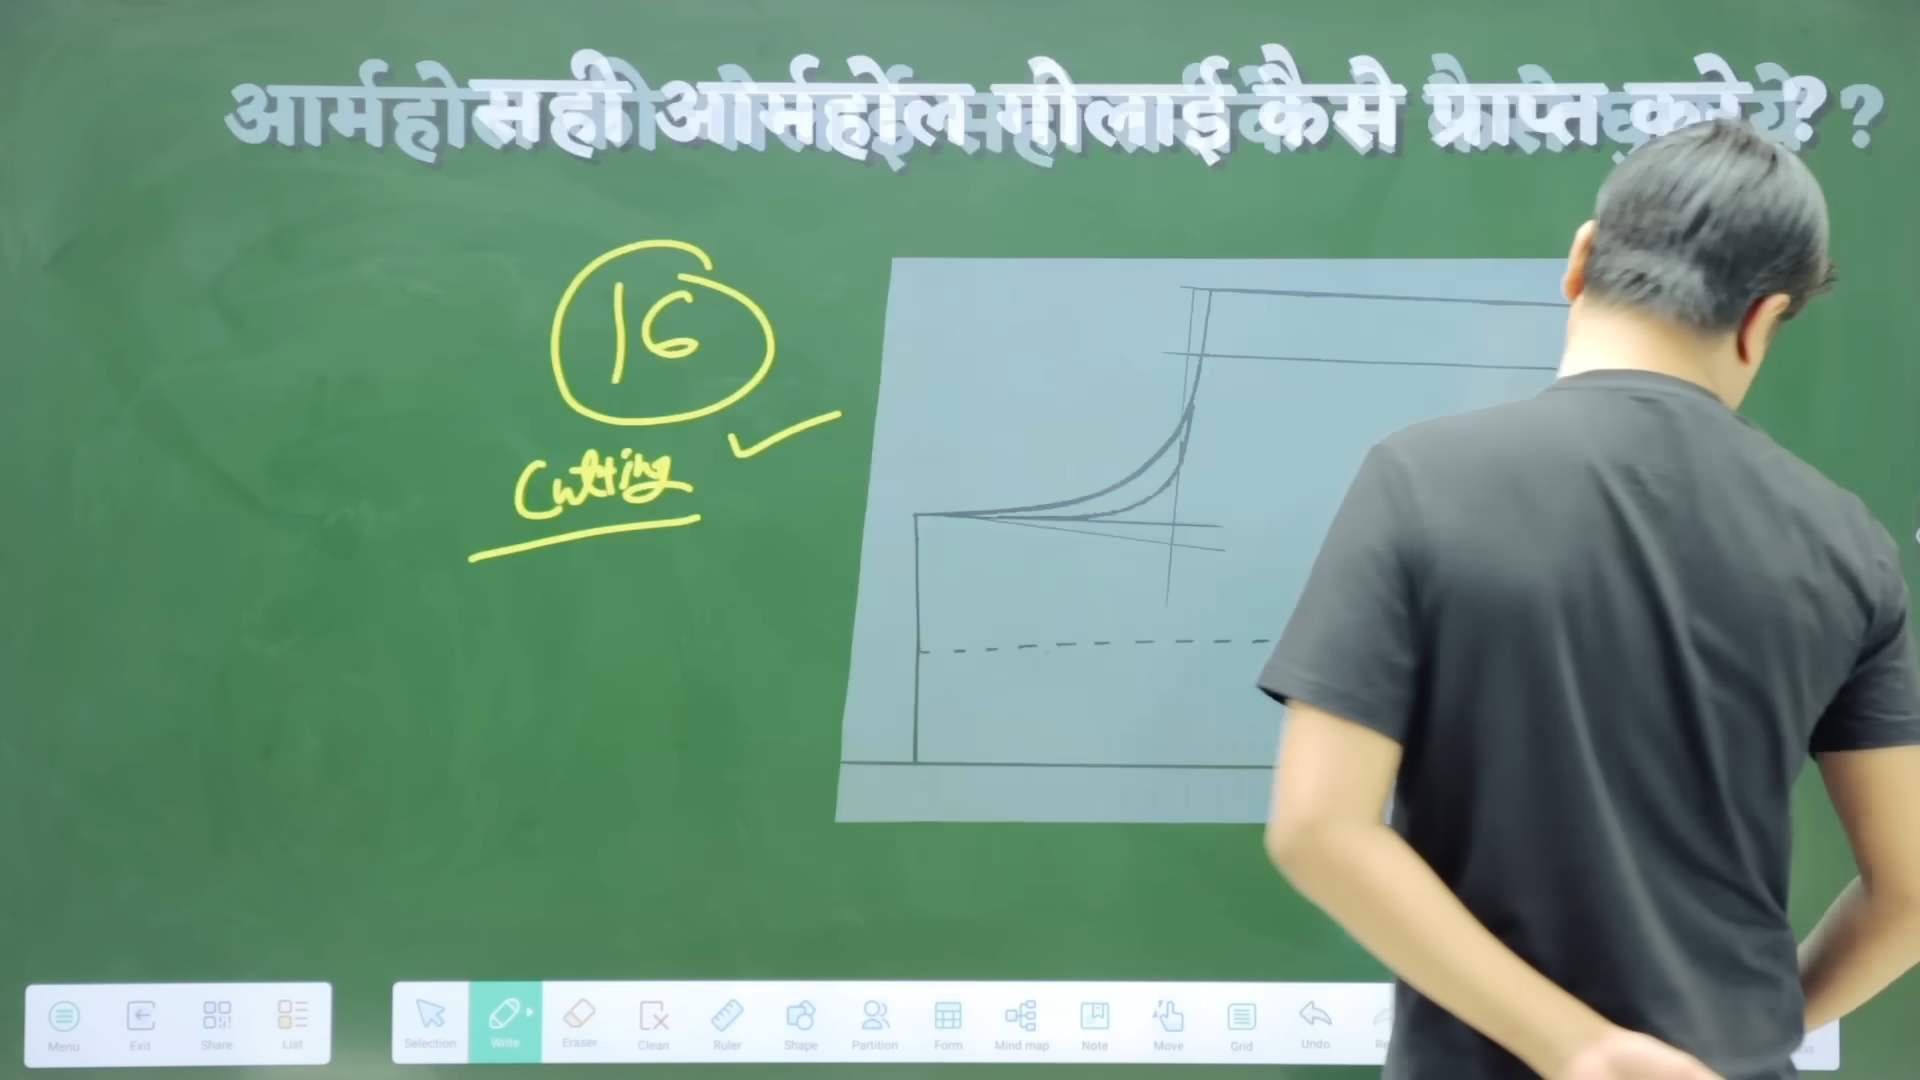 सही आर्महोल गोलाई कैसे प्राप्त करे ?
16
Cutting
Menu Exit Share List Selection Write Eraser Clean Ruler Shape Partition Form Mind map Note Move Grid Undo